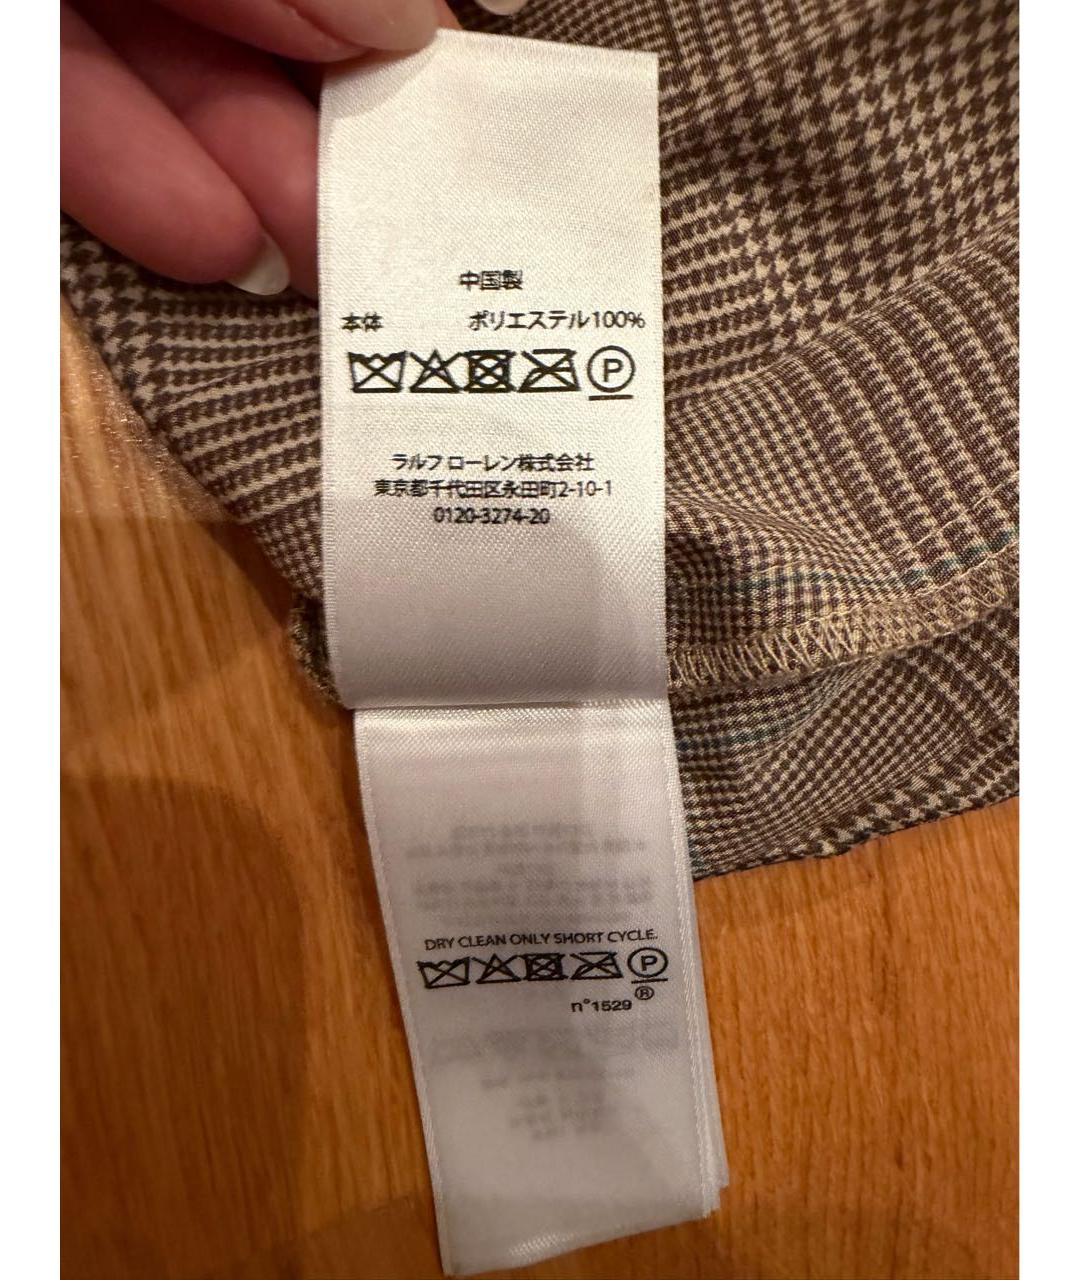 中国製
本体 ポリエステル100%
P
ラルフ ローレン株式会社
東京都千代田区永田町2-10-1
0120-3274-20
DRY CLEAN ONLY SHORT CYCLE.
P
n°1529 ®